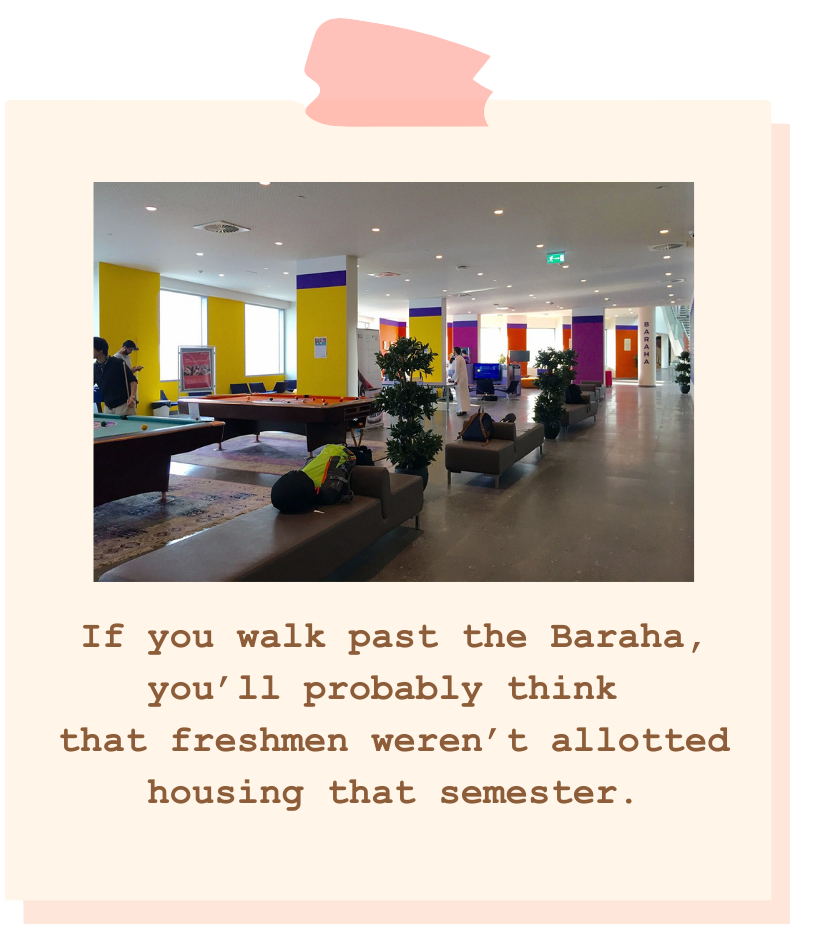 BARAHA
If you walk past the Baraha,
you’ll probably think
that freshmen weren’t allotted
housing that semester.